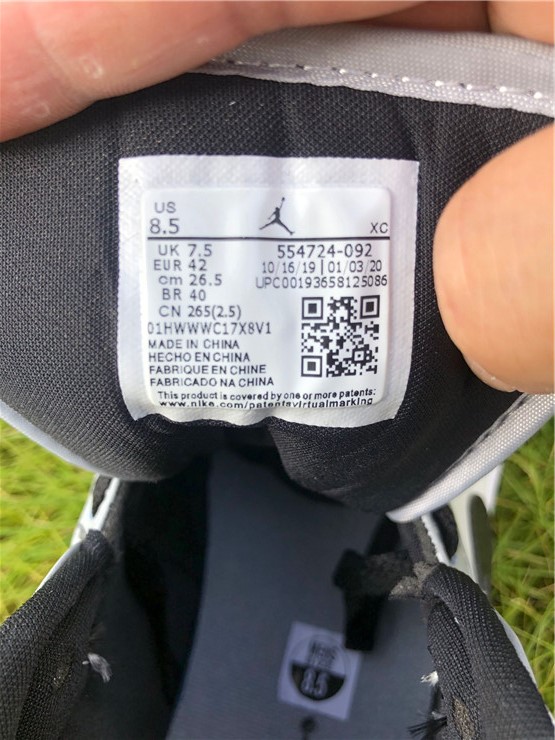 US
8.5
XC
UK 7.5
EUR 42
cm 26.5
BR 40
CN 265(2.5)
554724-092
10/16/19 | 01/03/20
UPC00193658125086
01HWWWC17X8V1
MADE IN CHINA
HECHO EN CHINA
FABRIQUE EN CHINE
FABRICADO NA CHINA
This product is covered by one or more patents:
www.nike.com/patentsvirtualmarking
8.5